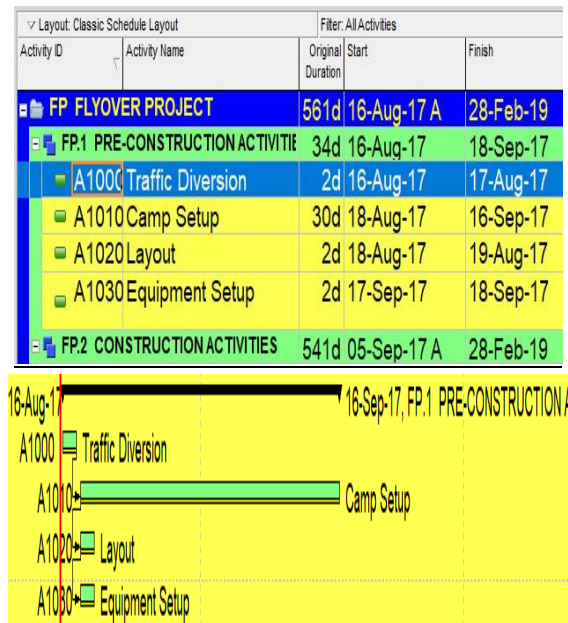 Layout: Classic Schedule Layout Filter: All Activities
Activity ID Activity Name Original Duration Start Finish
FP FLYOVER PROJECT 561d 16-Aug-17 A 28-Feb-19
FP.1 PRE-CONSTRUCTION ACTIVITIE 34d 16-Aug-17 18-Sep-17
A1000 Traffic Diversion 2d 16-Aug-17 17-Aug-17
A1010 Camp Setup 30d 18-Aug-17 16-Sep-17
A1020 Layout 2d 18-Aug-17 19-Aug-17
A1030 Equipment Setup 2d 17-Sep-17 18-Sep-17
FP.2 CONSTRUCTION ACTIVITIES 541d 05-Sep-17 A 28-Feb-19
16-Aug-17 16-Sep-17, FP.1 PRE-CONSTRUCTION A
A1000 Traffic Diversion
A1010 Camp Setup
A1020 Layout
A1030 Equipment Setup